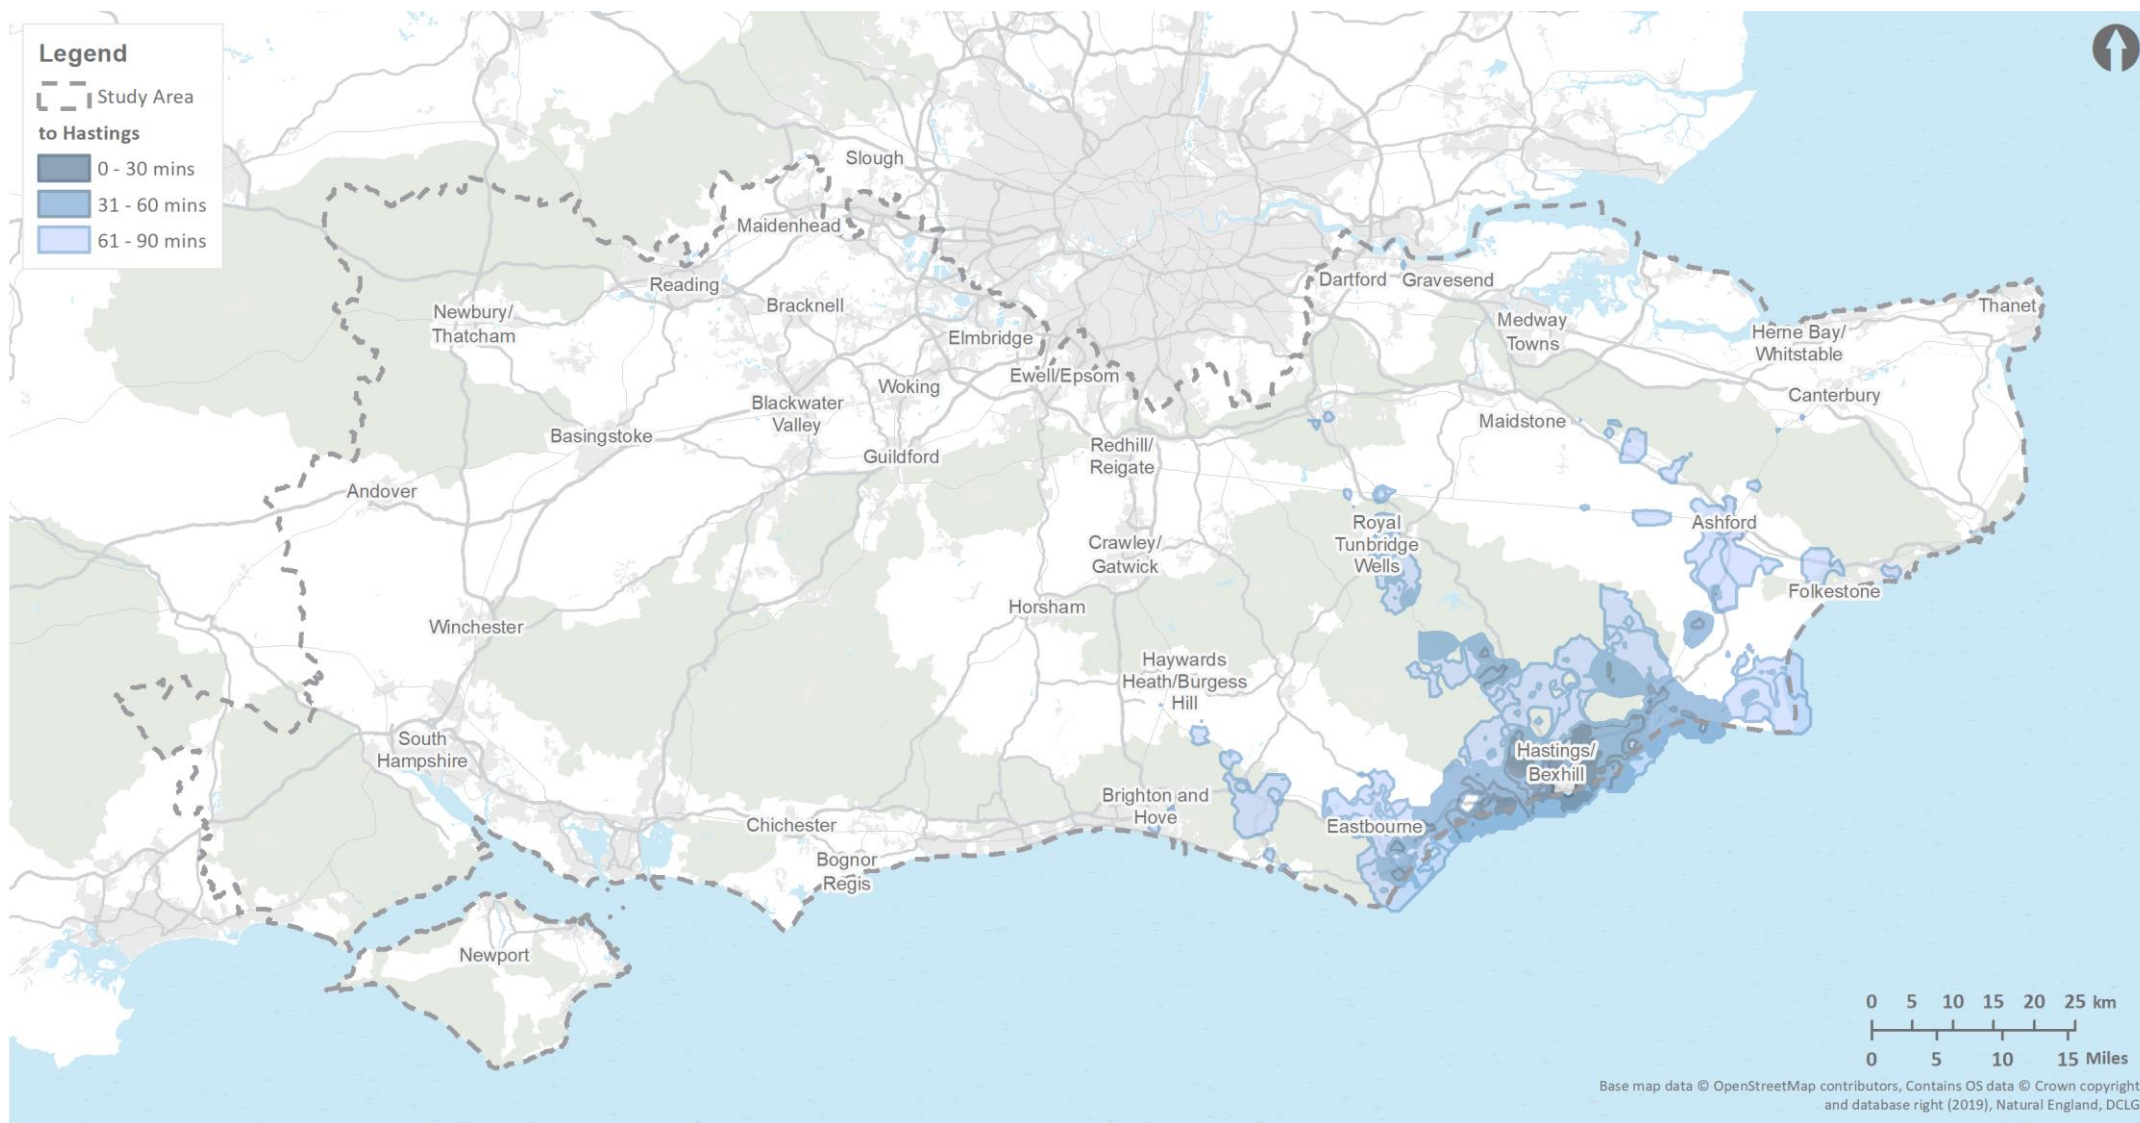 Legend
Study Area
to Hastings
0 - 30 mins
31 - 60 mins
61 - 90 mins
Slough
Maidenhead
Reading
Bracknell
Newbury/
Thatcham
Elmbridge
Dartford
Gravesend
Medway
Towns
Thanet
Herne Bay/
Whitstable
Ewell/Epsom
Woking
Canterbury
Blackwater
Valley
Basingstoke
Maidstone
Guildford
Redhill/
Reigate
Andover
Royal
Tunbridge
Wells
Ashford
Crawley/
Gatwick
Folkestone
Horsham
Winchester
Haywards
Heath/Burgess
Hill
South
Hampshire
Hastings/
Bexhill
Brighton and
Hove
Chichester
Eastbourne
Bognor
Regis
Newport
0 5 10 15 20 25 km
0 5 10 15 Miles
Base map data © OpenStreetMap contributors, Contains OS data © Crown copyright
and database right (2019), Natural England, DCLG